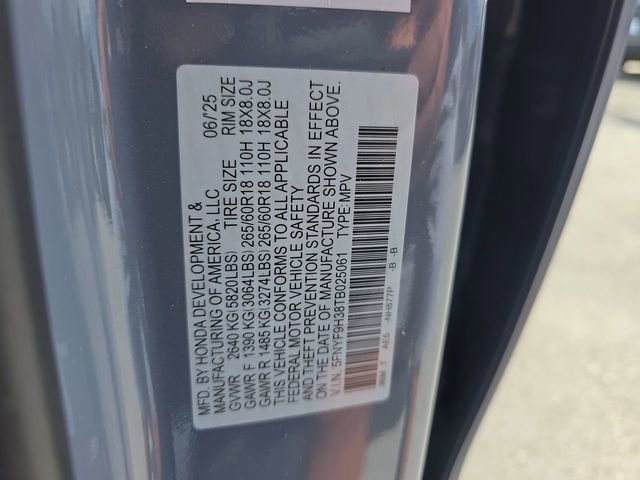 MFD. BY HONDA DEVELOPMENT &
MANUFACTURING OF AMERICA, LLC 06/'25
GVWR 2640 KG(5820LBS) TIRE SIZE RIM SIZE
GAWR F 1390 KG(3064LBS) 265/60R18 110H 18X8.0J
GAWR R 1485 KG(3274LBS) 265/60R18 110H 18X8.0J
THIS VEHICLE CONFORMS TO ALL APPLICABLE
FEDERAL MOTOR VEHICLE SAFETY
AND THEFT PREVENTION STANDARDS IN EFFECT
ON THE DATE OF MANUFACTURE SHOWN ABOVE.
V.I.N. 5FNYF9H38TB025061 TYPE:MPV
AE5 -NH877P -B -B